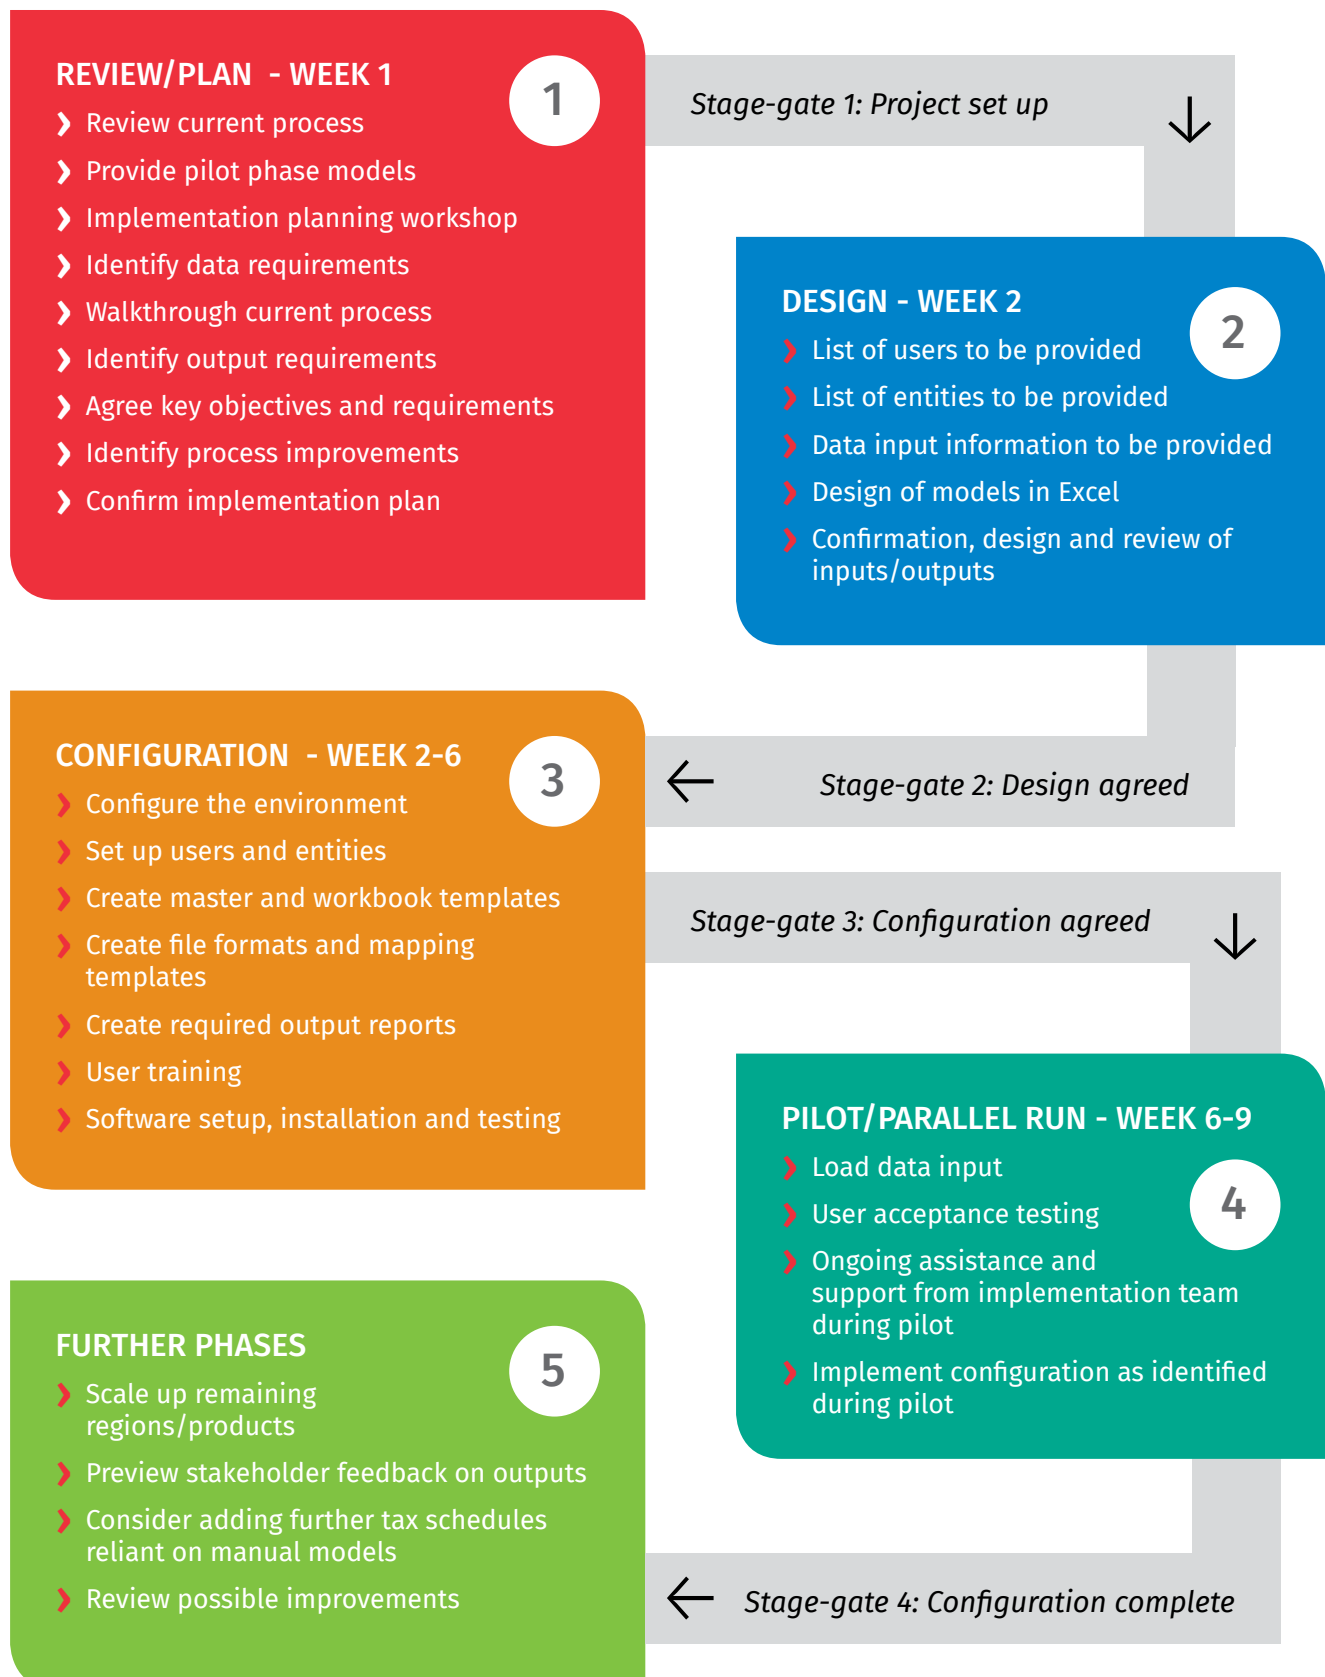 REVIEW/PLAN - WEEK 1
1
Review current process
Provide pilot phase models
Implementation planning workshop
Identify data requirements
Walkthrough current process
Identify output requirements
Agree key objectives and requirements
Identify process improvements
Confirm implementation plan
Stage-gate 1: Project set up
DESIGN - WEEK 2
2
List of users to be provided
List of entities to be provided
Data input information to be provided
Design of models in Excel
Confirmation, design and review of
inputs/outputs
Stage-gate 2: Design agreed
CONFIGURATION - WEEK 2-6
3
Configure the environment
Set up users and entities
Create master and workbook templates
Create file formats and mapping
templates
Create required output reports
User training
Software setup, installation and testing
Stage-gate 3: Configuration agreed
PILOT/PARALLEL RUN - WEEK 6-9
4
Load data input
User acceptance testing
Ongoing assistance and
support from implementation team
during pilot
Implement configuration as identified
during pilot
Stage-gate 4: Configuration complete
FURTHER PHASES
5
Scale up remaining
regions/products
Preview stakeholder feedback on outputs
Consider adding further tax schedules
reliant on manual models
Review possible improvements